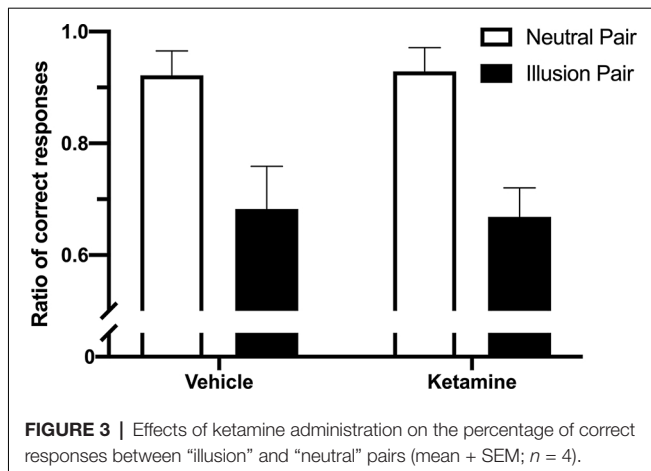 1.0
Neutral Pair
Illusion Pair
0.8
0.6
0
Ratio of correct responses
Vehicle
Ketamine
FIGURE 3 | Effects of ketamine administration on the percentage of correct
responses between “illusion” and “neutral” pairs (mean + SEM; n = 4).